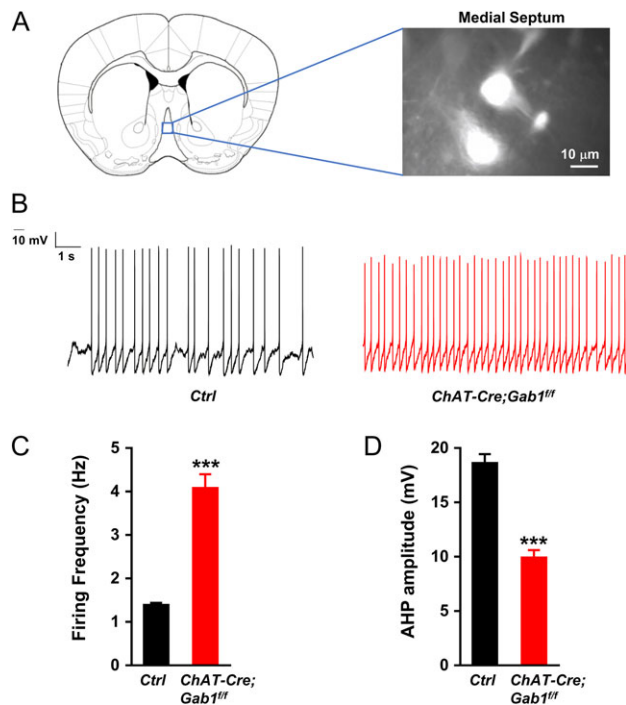 A
Medial Septum
10 μm
B
10 mV
1 s
Ctrl
ChAT-Cre;Gab1f/f
C
Firing Frequency (Hz)
5
4
3
2
1
0
***
Ctrl
ChAT-Cre;
Gab1f/f
D
AHP amplitude (mV)
20
15
10
5
0
***
Ctrl
ChAT-Cre;
Gab1f/f